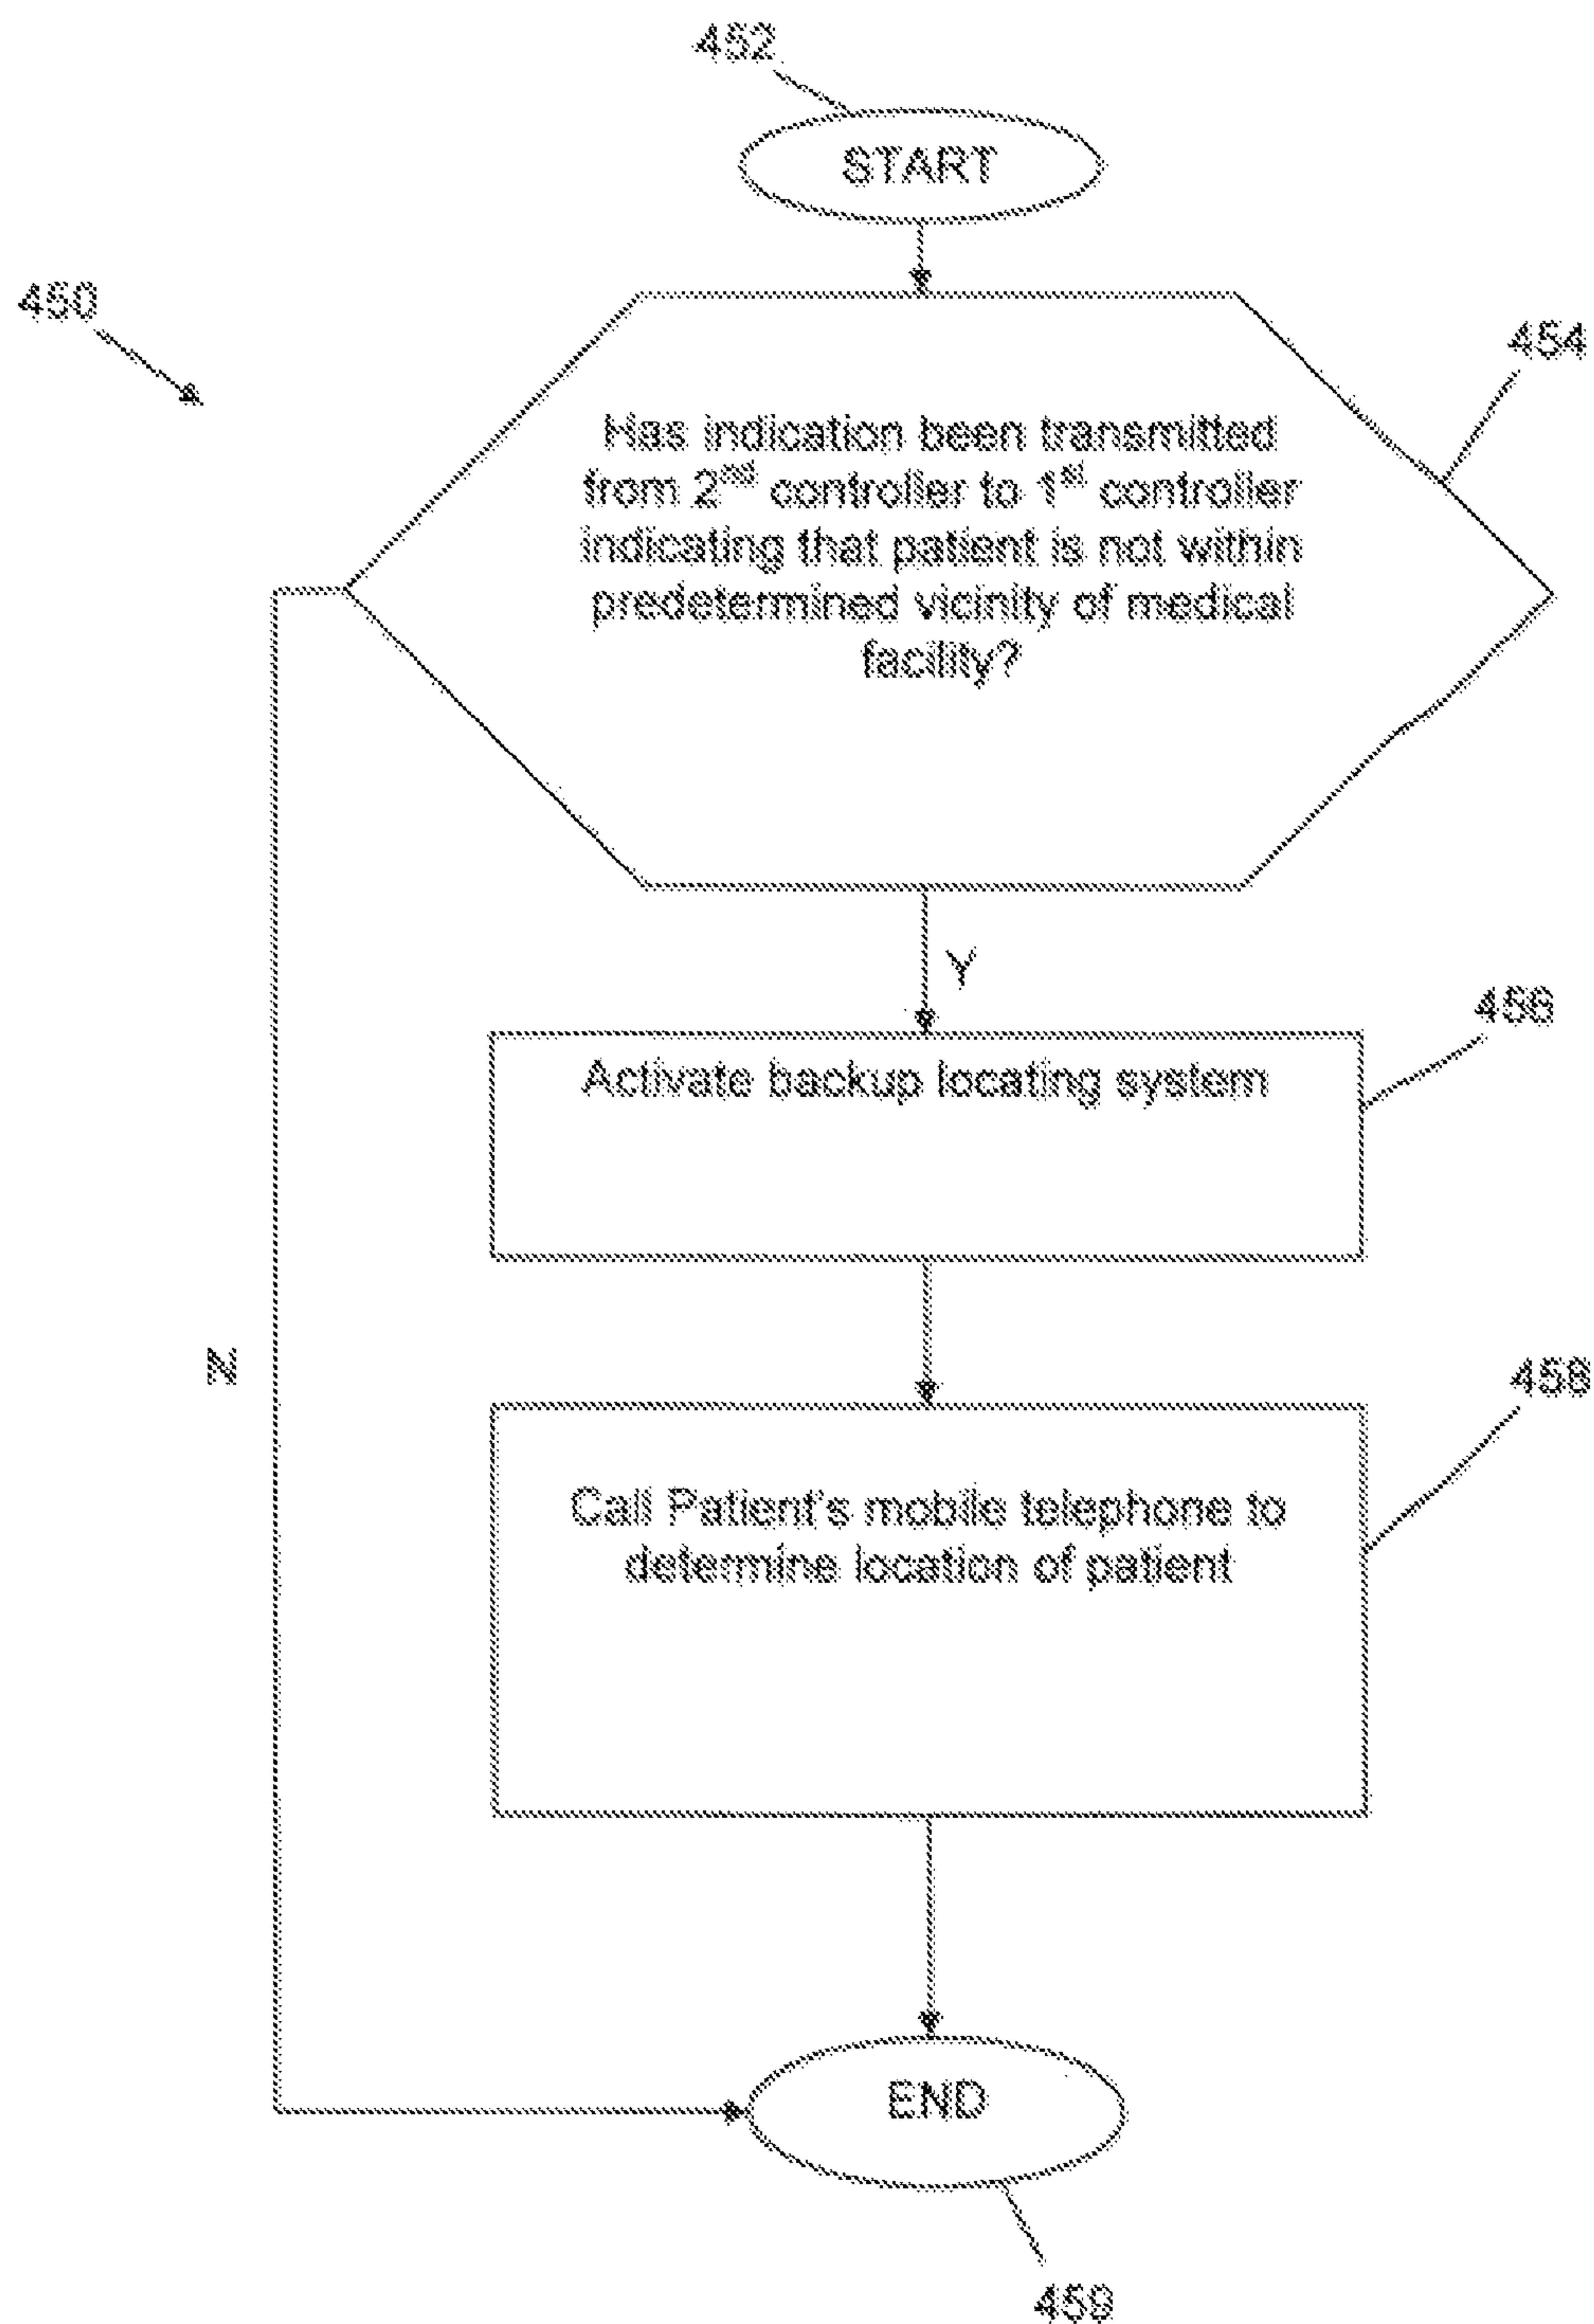 452
START
450
454
Has indication been transmitted
from 2nd controller to 1st controller
indicating that patient is not within
predetermined vicinity of medical
facility?
Y
456
Activate backup locating system
N
458
Call Patient's mobile telephone to
determine location of patient
END
459